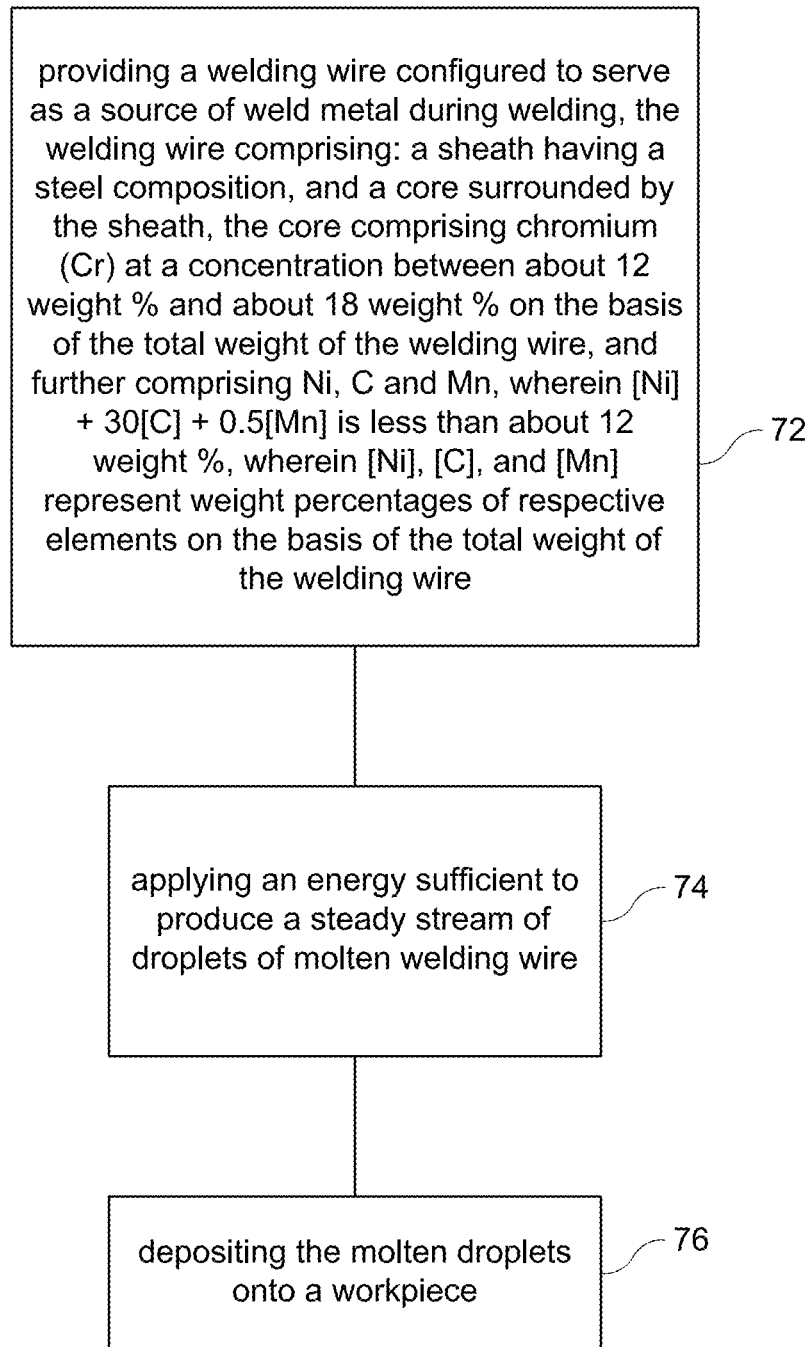 providing a welding wire configured to serve
as a source of weld metal during welding, the
welding wire comprising: a sheath having a
steel composition, and a core surrounded by
the sheath, the core comprising chromium
(Cr) at a concentration between about 12
weight % and about 18 weight % on the basis
of the total weight of the welding wire, and
further comprising Ni, C and Mn, wherein [Ni]
+ 30[C] + 0.5[Mn] is less than about 12
weight %, wherein [Ni], [C], and [Mn]
represent weight percentages of respective
elements on the basis of the total weight of
the welding wire
72
applying an energy sufficient to
produce a steady stream of
droplets of molten welding wire
74
depositing the molten droplets
onto a workpiece
76